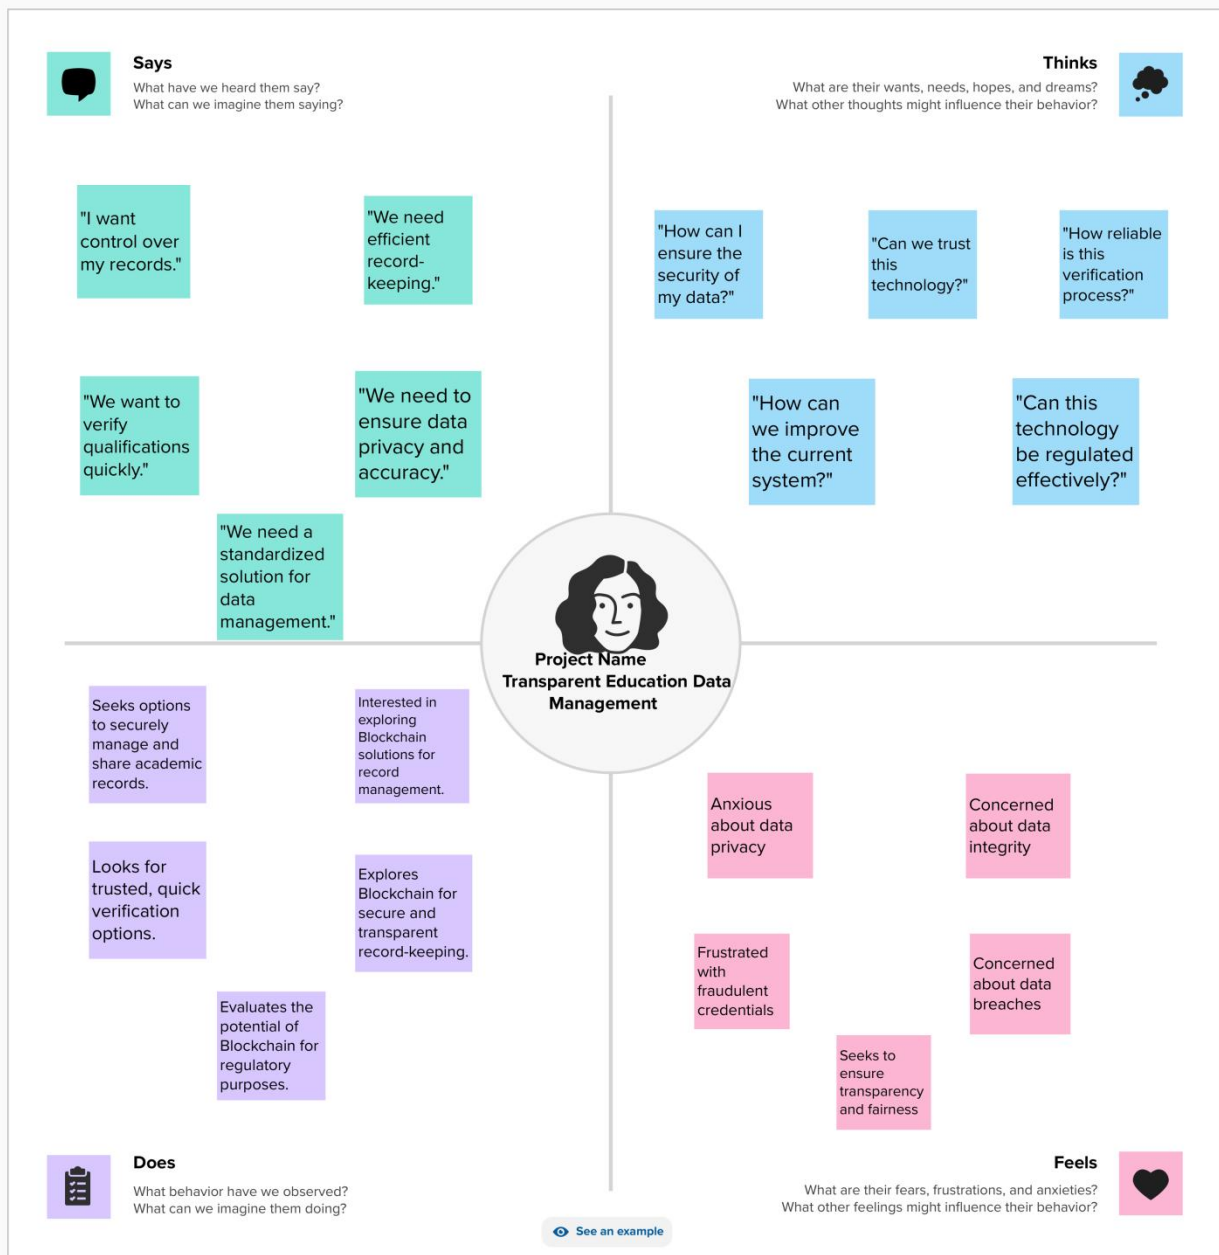 Says
What have we heard them say?
What can we imagine them saying?
Thinks
What are their wants, needs, hopes, and dreams?
What other thoughts might influence their behavior?
"I want
control over
my records."
"We need
efficient
record-
keeping."
"How can I
ensure the
security of
my data?"
"Can we trust
this
technology?"
"How reliable
is this
verification
process?"
"We want to
verify
qualifications
quickly."
"We need to
ensure data
privacy and
accuracy."
"How can
we improve
the current
system?"
"Can this
technology
be regulated
effectively?"
"We need a
standardized
solution for
data
management."
Project Name
Transparent Education Data
Management
Seeks options
to securely
manage and
share academic
records.
Interested in
exploring
Blockchain
solutions for
record
management.
Anxious
about data
privacy
Concerned
about data
integrity
Looks for
trusted, quick
verification
options.
Explores
Blockchain for
secure and
transparent
record-keeping.
Frustrated
with
fraudulent
credentials
Concerned
about data
breaches
Evaluates the
potential of
Blockchain for
regulatory
purposes.
Seeks to
ensure
transparency
and fairness
Does
What behavior have we observed?
What can we imagine them doing?
Feels
What are their fears, frustrations, and anxieties?
What other feelings might influence their behavior?
See an example